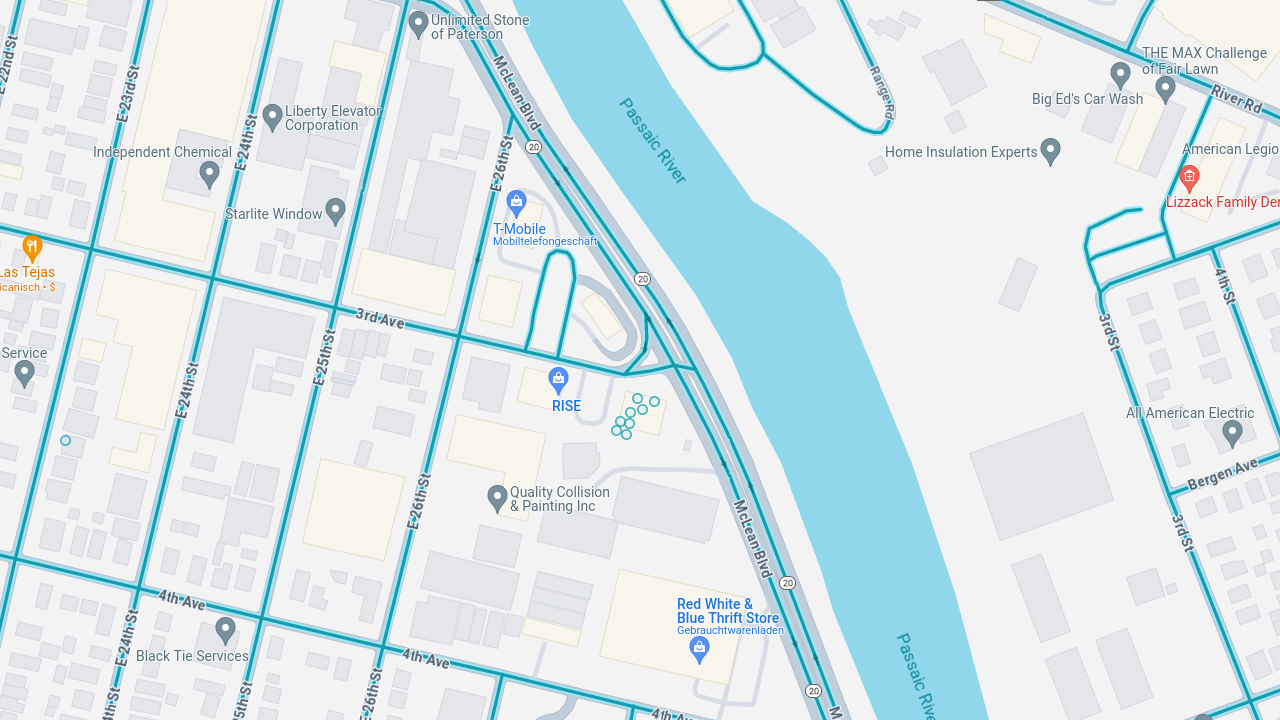 Unlimited Stone
of Paterson
E 22nd St
E 23rd St
McLean Blvd
Range Rd
THE MAX Challenge
of Fair Lawn
Big Ed's Car Wash
River Rd
Liberty Elevator
Corporation
Passaic River
E 24th St
20
Independent Chemical
Home Insulation Experts
American Legio
E 26th St
Lizzack Family Der
Starlite Window
T-Mobile
Mobiltelefongeschäft
Las Tejas
icanisch • $
20
4th St
3rd Ave
3rd St
Service
E 25th St
E 24th St
RISE
All American Electric
Bergen Ave
Quality Collision
& Painting Inc
E 26th St
McLean Blvd
3rd St
20
4th Ave
Red White &
Blue Thrift Store
Gebrauchtwarenladen
E 24th St
Black Tie Services
4th Ave
Passaic Rive
20
4th St
5th St
E 26th St
4th Ave
M